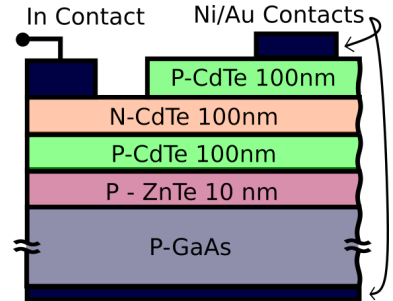 In Contact
Ni/Au Contacts
P-CdTe 100nm
N-CdTe 100nm
P-CdTe 100nm
P - ZnTe 10 nm
P-GaAs